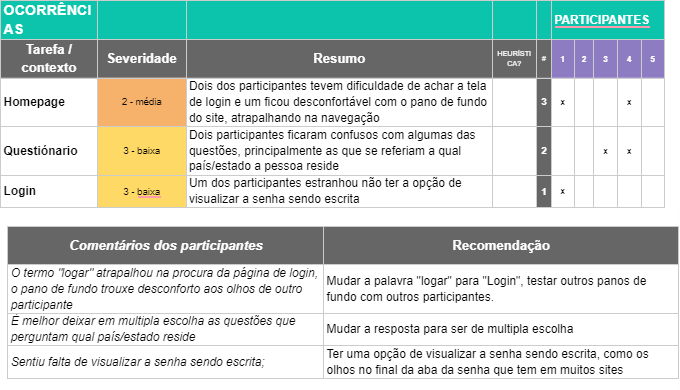 OCORRÊNCI
AS
PARTICIPANTES
Tarefa /
contexto
Severidade
Resumo
HEURÍSTI
CA?
#
1
2
3
4
5
Homepage
2 - média
Dois dos participantes tevem dificuldade de achar a tela
de login e um ficou desconfortável com o pano de fundo
do site, atrapalhando na navegação
3
x
x
Questiónario
3 - baixa
Dois participantes ficaram confusos com algumas das
questões, principalmente as que se referiam a qual
país/estado a pessoa reside
2
x
x
Login
3 - baixa
Um dos participantes estranhou não ter a opção de
visualizar a senha sendo escrita
1
x
Comentários dos participantes
Recomendação
O termo "logar" atrapalhou na procura da página de login,
o pano de fundo trouxe desconforto aos olhos de outro
participante
Mudar a palavra "logar" para "Login", testar outros panos de
fundo com outros participantes.
É melhor deixar em multipla escolha as questões que
perguntam qual país/estado reside
Mudar a resposta para ser de multipla escolha
Sentiu falta de visualizar a senha sendo escrita;
Ter uma opção de visualizar a senha sendo escrita, como os
olhos no final da aba da senha que tem em muitos sites